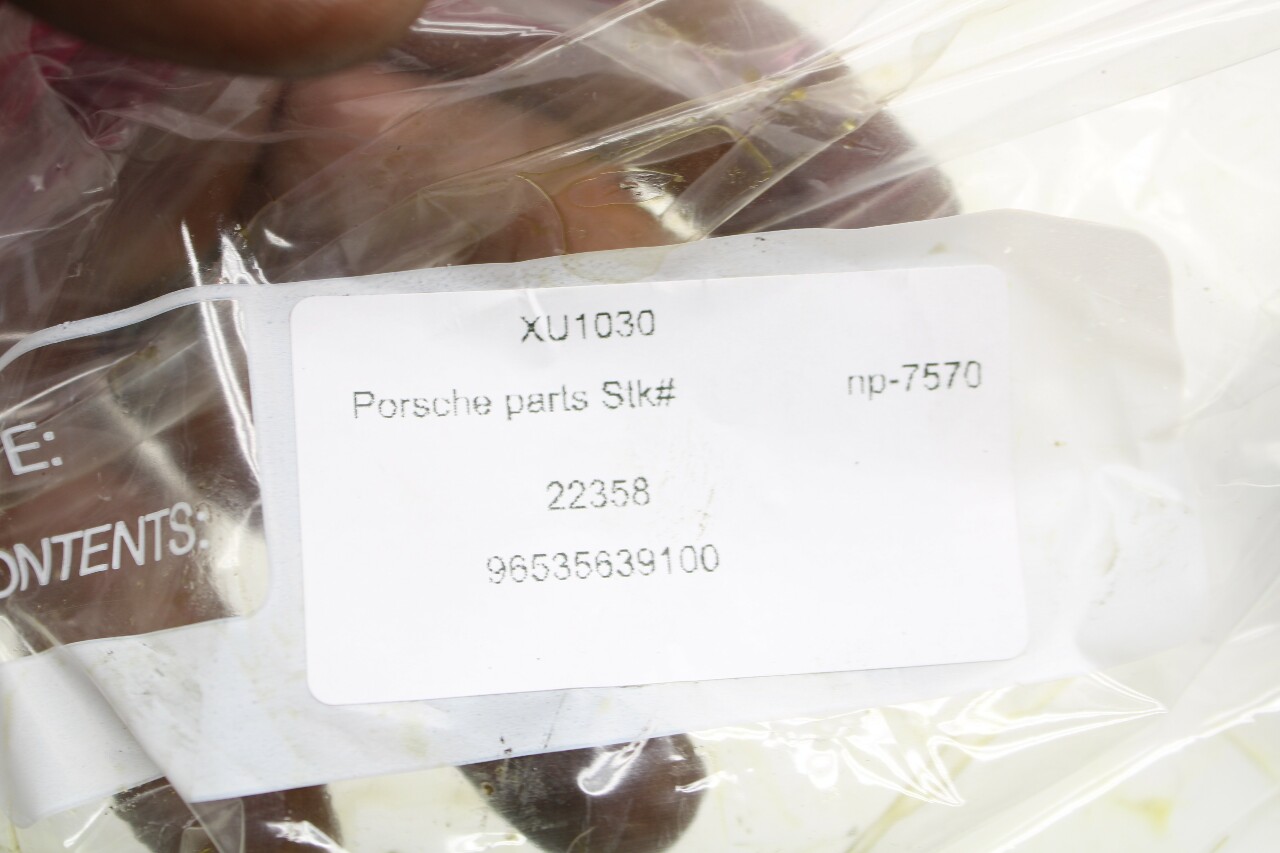 XU1030
Porsche parts Stk# np-7570
22358
96535639100
E:
ONTENTS: